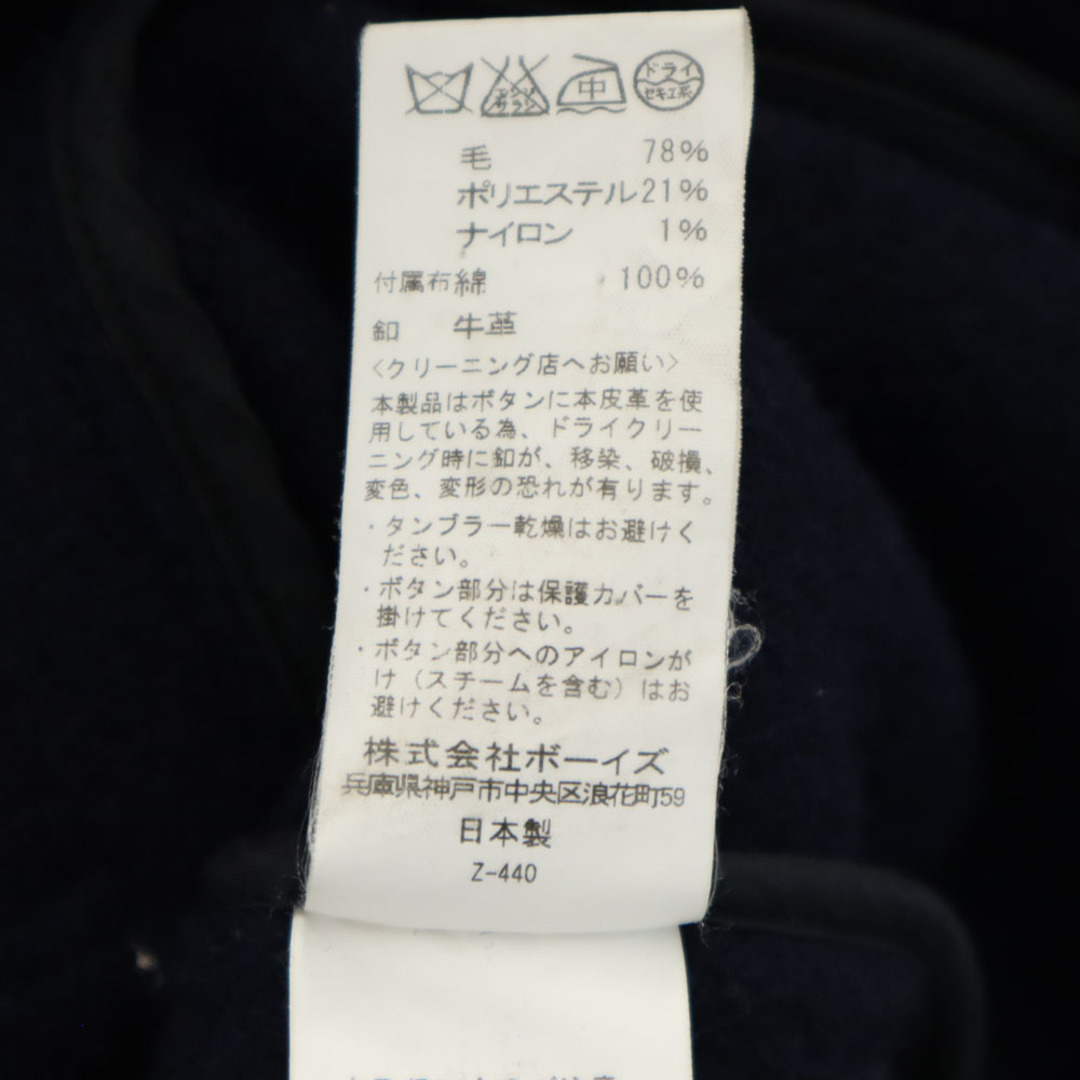 エンソ サラシ 中 ドライ セキユ系
毛 78%
ポリエステル 21%
ナイロン 1%
付属布 綿 100%
釦 牛革
〈クリーニング店へお願い〉
本製品はボタンに本皮革を使
用している為、ドライクリー
ニング時に釦が、移染、破損、
変色、変形の恐れが有ります。
・タンブラー乾燥はお避けく
ださい。
・ボタン部分は保護カバーを
掛けてください。
・ボタン部分へのアイロンが
け（スチームを含む）はお
避けください。
株式会社ボーイズ
兵庫県神戸市中央区浪花町59
日本製
Z-440